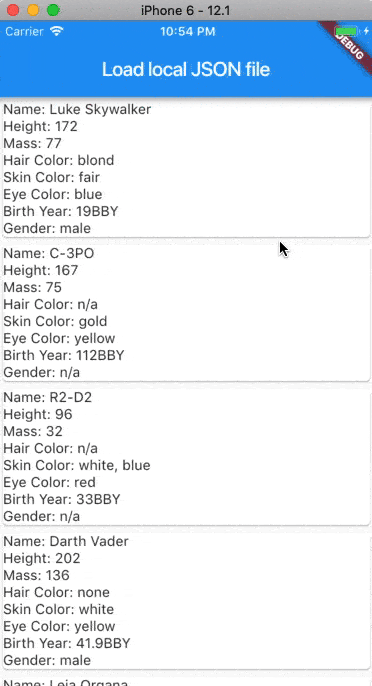 iPhone 6 - 12.1
Carrier 10:54 PM
DEBUG
Load local JSON file
Name: Luke Skywalker
Height: 172
Mass: 77
Hair Color: blond
Skin Color: fair
Eye Color: blue
Birth Year: 19BBY
Gender: male
Name: C-3PO
Height: 167
Mass: 75
Hair Color: n/a
Skin Color: gold
Eye Color: yellow
Birth Year: 112BBY
Gender: n/a
Name: R2-D2
Height: 96
Mass: 32
Hair Color: n/a
Skin Color: white, blue
Eye Color: red
Birth Year: 33BBY
Gender: n/a
Name: Darth Vader
Height: 202
Mass: 136
Hair Color: none
Skin Color: white
Eye Color: yellow
Birth Year: 41.9BBY
Gender: male
Name: Leia Organa